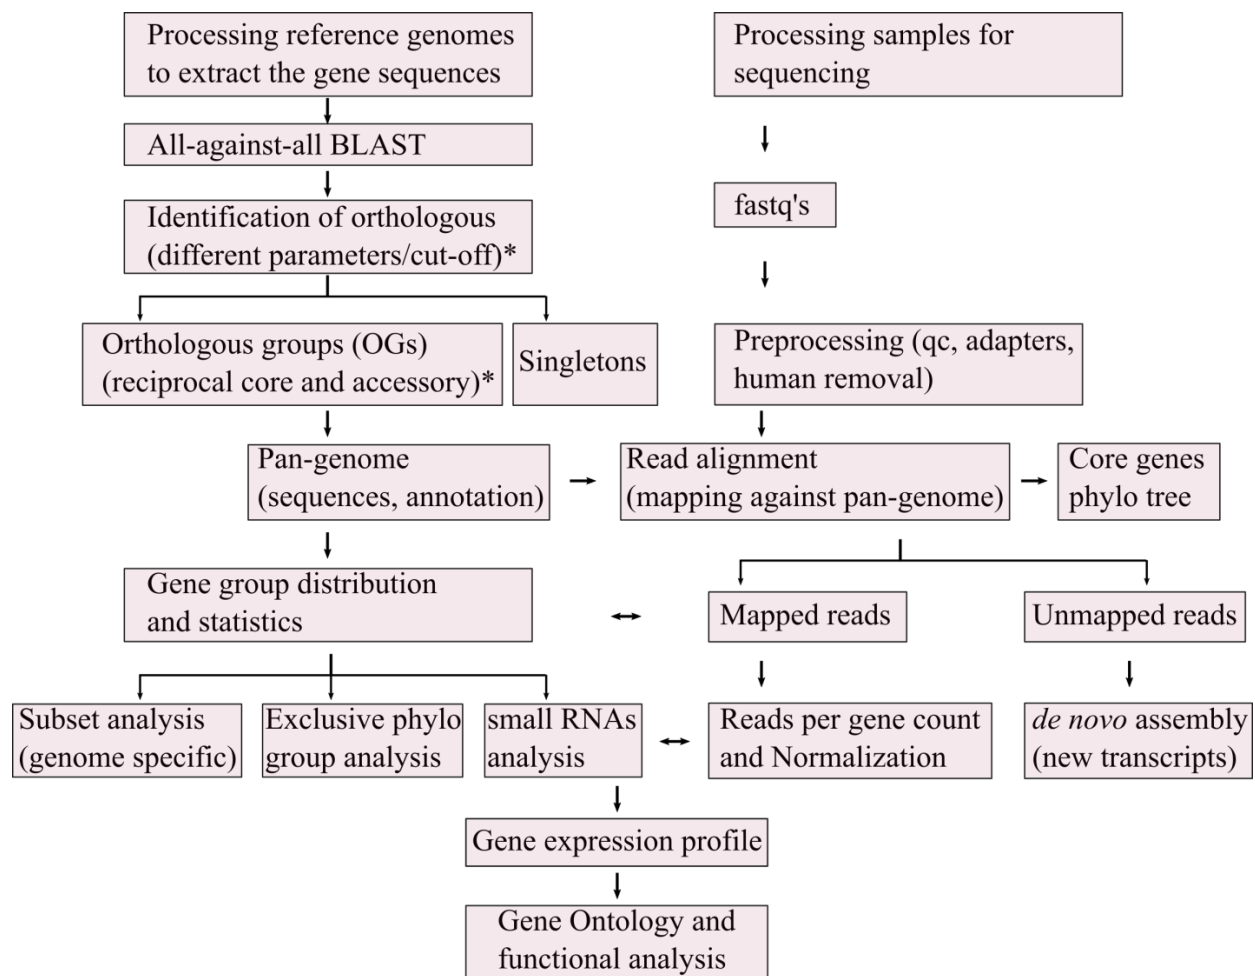 Processing reference genomes
to extract the gene sequences
Processing samples for
sequencing
All-against-all BLAST
fastq's
Identification of orthologous
(different parameters/cut-off)*
Orthologous groups (OGs)
(reciprocal core and accessory)*
Singletons
Preprocessing (qc, adapters,
human removal)
Pan-genome
(sequences, annotation)
Read alignment
(mapping against pan-genome)
Core genes
phylo tree
Gene group distribution
and statistics
Mapped reads
Unmapped reads
Subset analysis
(genome specific)
Exclusive phylo
group analysis
small RNAs
analysis
Reads per gene count
and Normalization
de novo assembly
(new transcripts)
Gene expression profile
Gene Ontology and
functional analysis